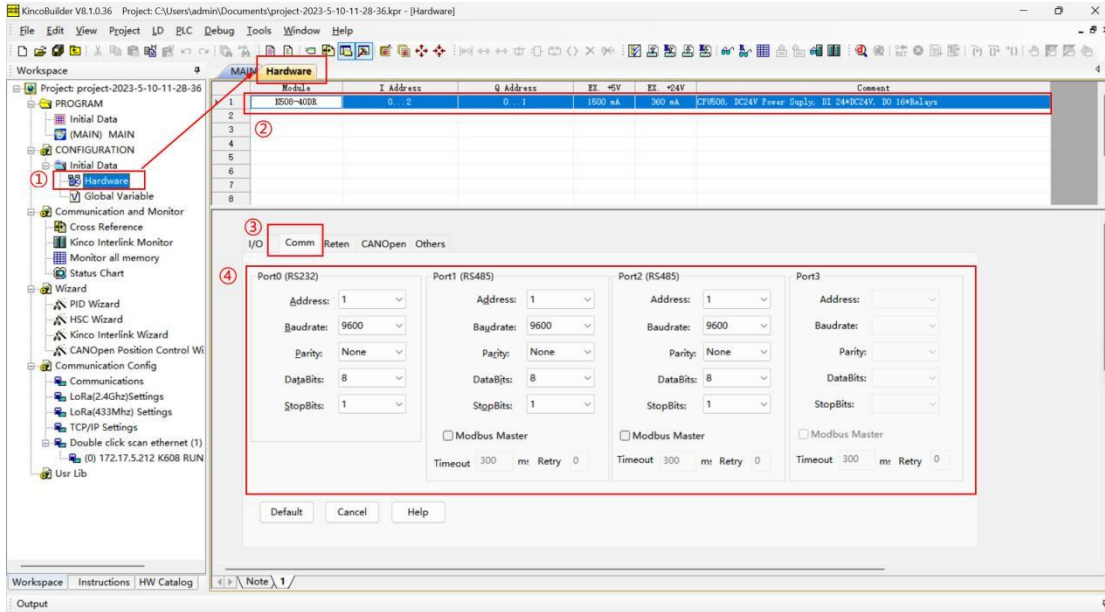 KincoBuilder V8.1.0.36 Project: C:\Users\admin\Documents\project-2023-5-10-11-28-36.kpr - [Hardware]
File Edit View Project LD PLC Debug Tools Window Help
Workspace
Project: project-2023-5-10-11-28-36
PROGRAM
Initial Data
(MAIN) MAIN
CONFIGURATION
Initial Data
① Hardware
Global Variable
Communication and Monitor
Cross Reference
Kinco Interlink Monitor
Monitor all memory
Status Chart
Wizard
PID Wizard
HSC Wizard
Kinco Interlink Wizard
CANOpen Position Control Wi
Communication Config
Communications
LoRa(2.4Ghz)Settings
LoRa(433Mhz) Settings
TCP/IP Settings
Double click scan ethernet (1)
(0) 172.17.5.212 K608 RUN
Usr Lib
Workspace Instructions HW Catalog
MAIN Hardware
Module I Address Q Address EX. +5V EX. +24V Comment
1 K508-40DR 0...2 0...1 1500 mA 360 mA CPU508, DC24V Power Suply, DI 24*DC24V, DO 16*Relays
2
②
3
4
5
6
7
8
③
I/O Comm Reten CANOpen Others
④
Port0 (RS232)
Address: 1
Baudrate: 9600
Parity: None
DataBits: 8
StopBits: 1
Port1 (RS485)
Address: 1
Baudrate: 9600
Parity: None
DataBits: 8
StopBits: 1
Modbus Master
Timeout 300 m: Retry 0
Port2 (RS485)
Address: 1
Baudrate: 9600
Parity: None
DataBits: 8
StopBits: 1
Modbus Master
Timeout 300 m: Retry 0
Port3
Address:
Baudrate:
Parity:
DataBits:
StopBits:
Modbus Master
Timeout 300 m: Retry 0
Default Cancel Help
Note 1
Output